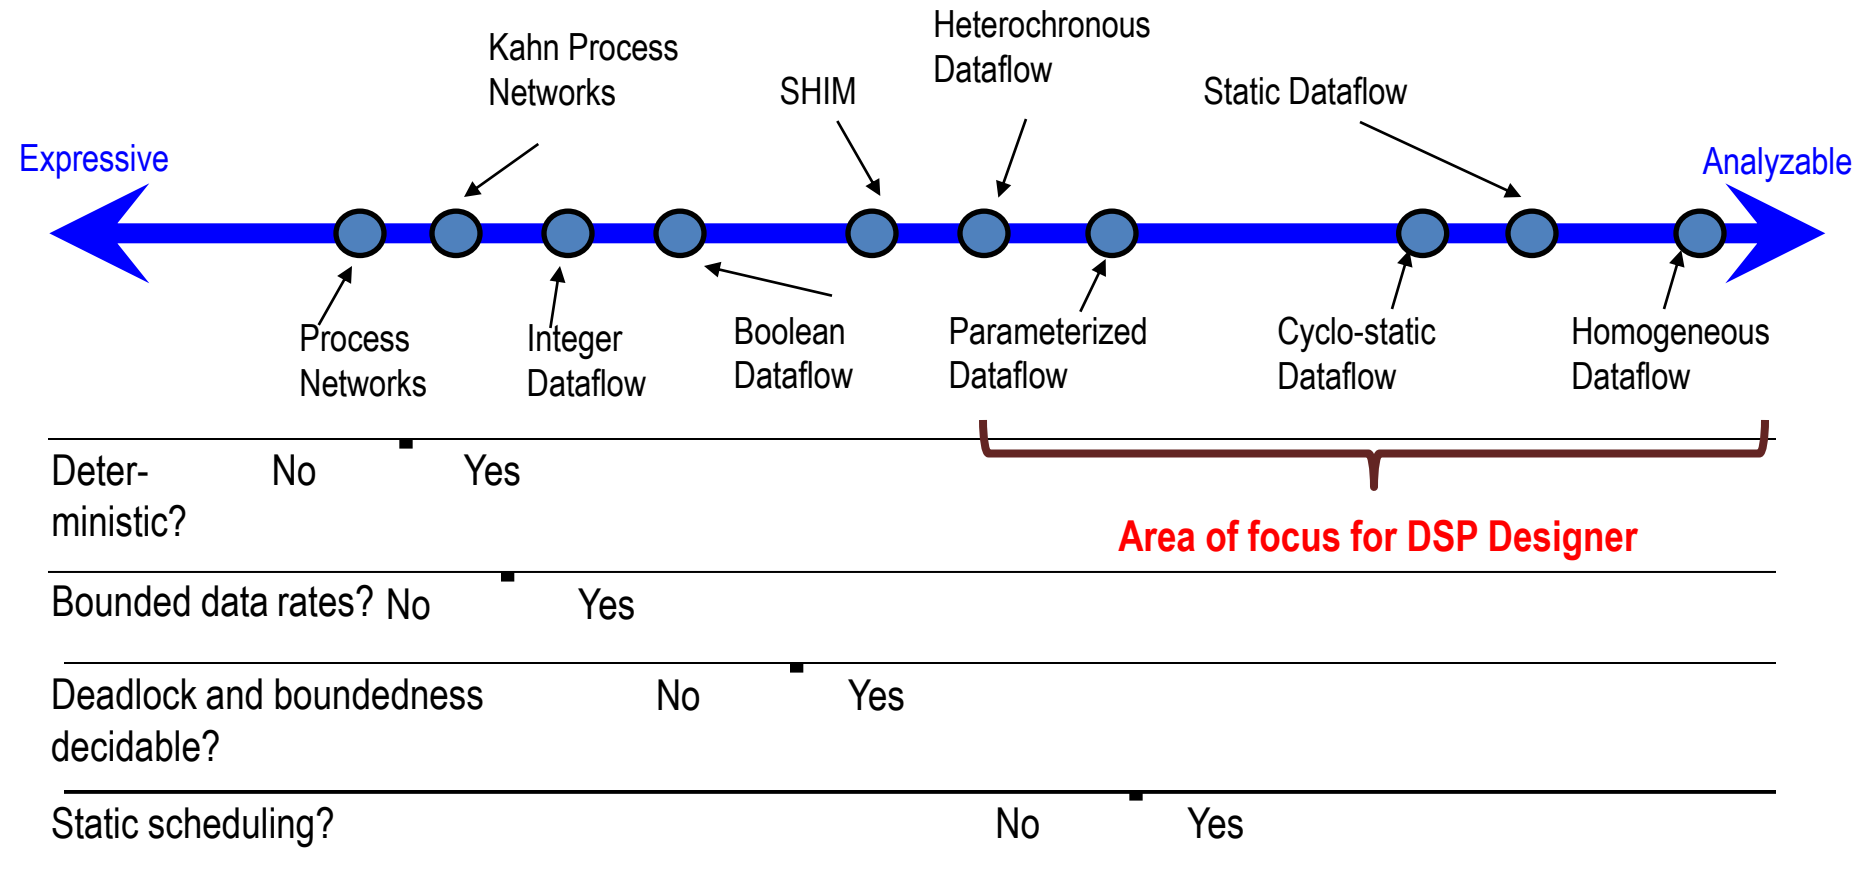 Kahn Process
Networks
SHIM
Heterochronous
Dataflow
Static Dataflow
Expressive
Analyzable
Process
Networks
Integer
Dataflow
Boolean
Dataflow
Parameterized
Dataflow
Cyclo-static
Dataflow
Homogeneous
Dataflow
Deter-
ministic?
No
Yes
Area of focus for DSP Designer
Bounded data rates? No
Yes
Deadlock and boundedness
decidable?
No
Yes
Static scheduling?
No
Yes